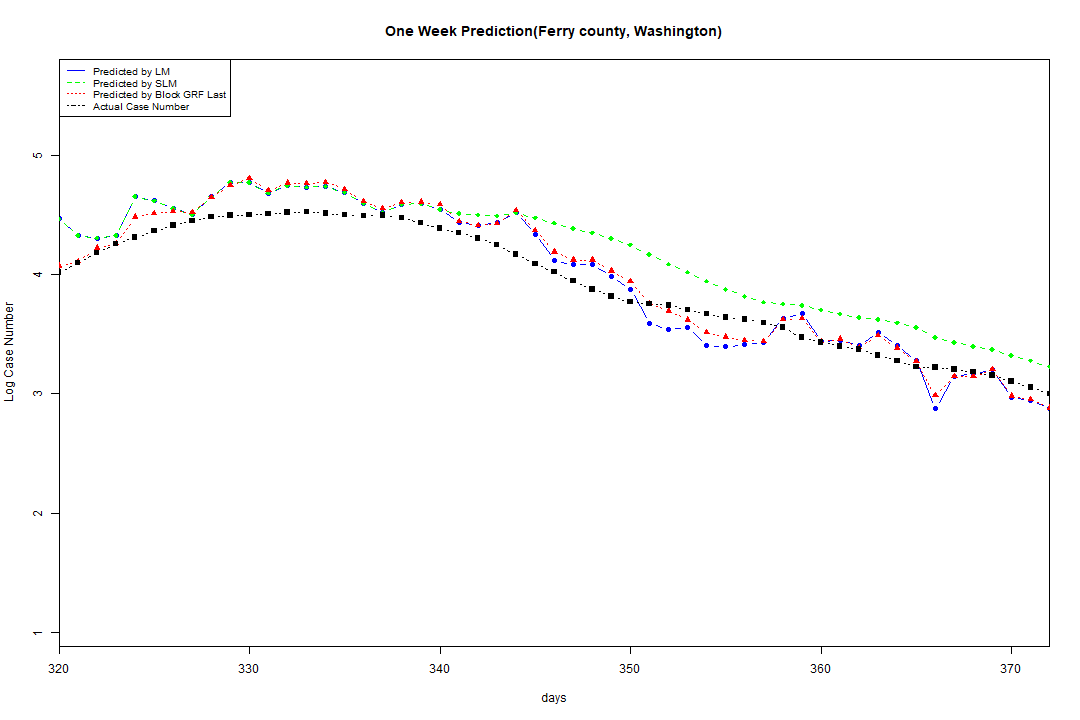 One Week Prediction(Ferry county, Washington)
Predicted by LM
Predicted by SLM
Predicted by Block GRF Last
Actual Case Number
5
4
3
2
1
Log Case Number
320
330
340
350
360
370
days